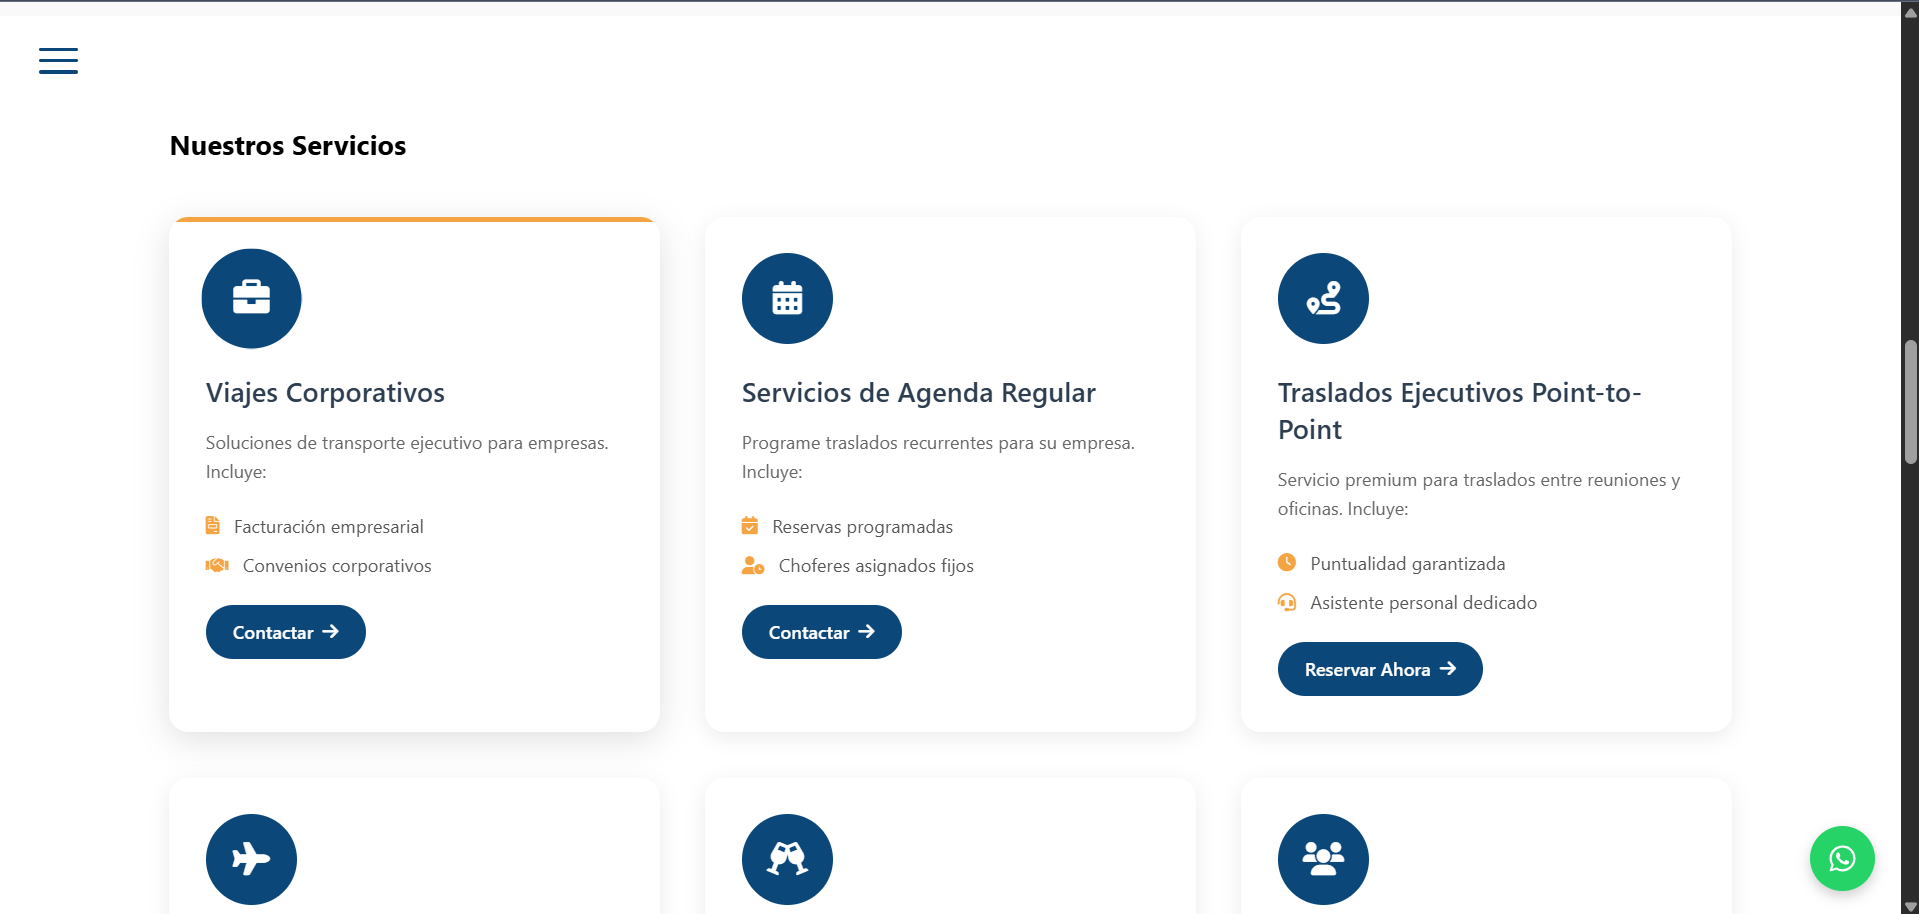 Nuestros Servicios
Viajes Corporativos
Soluciones de transporte ejecutivo para empresas.
Incluye:
Facturación empresarial
Convenios corporativos
Contactar
Servicios de Agenda Regular
Programe traslados recurrentes para su empresa.
Incluye:
Reservas programadas
Choferes asignados fijos
Contactar
Traslados Ejecutivos Point-to-
Point
Servicio premium para traslados entre reuniones y
oficinas. Incluye:
Puntualidad garantizada
Asistente personal dedicado
Reservar Ahora